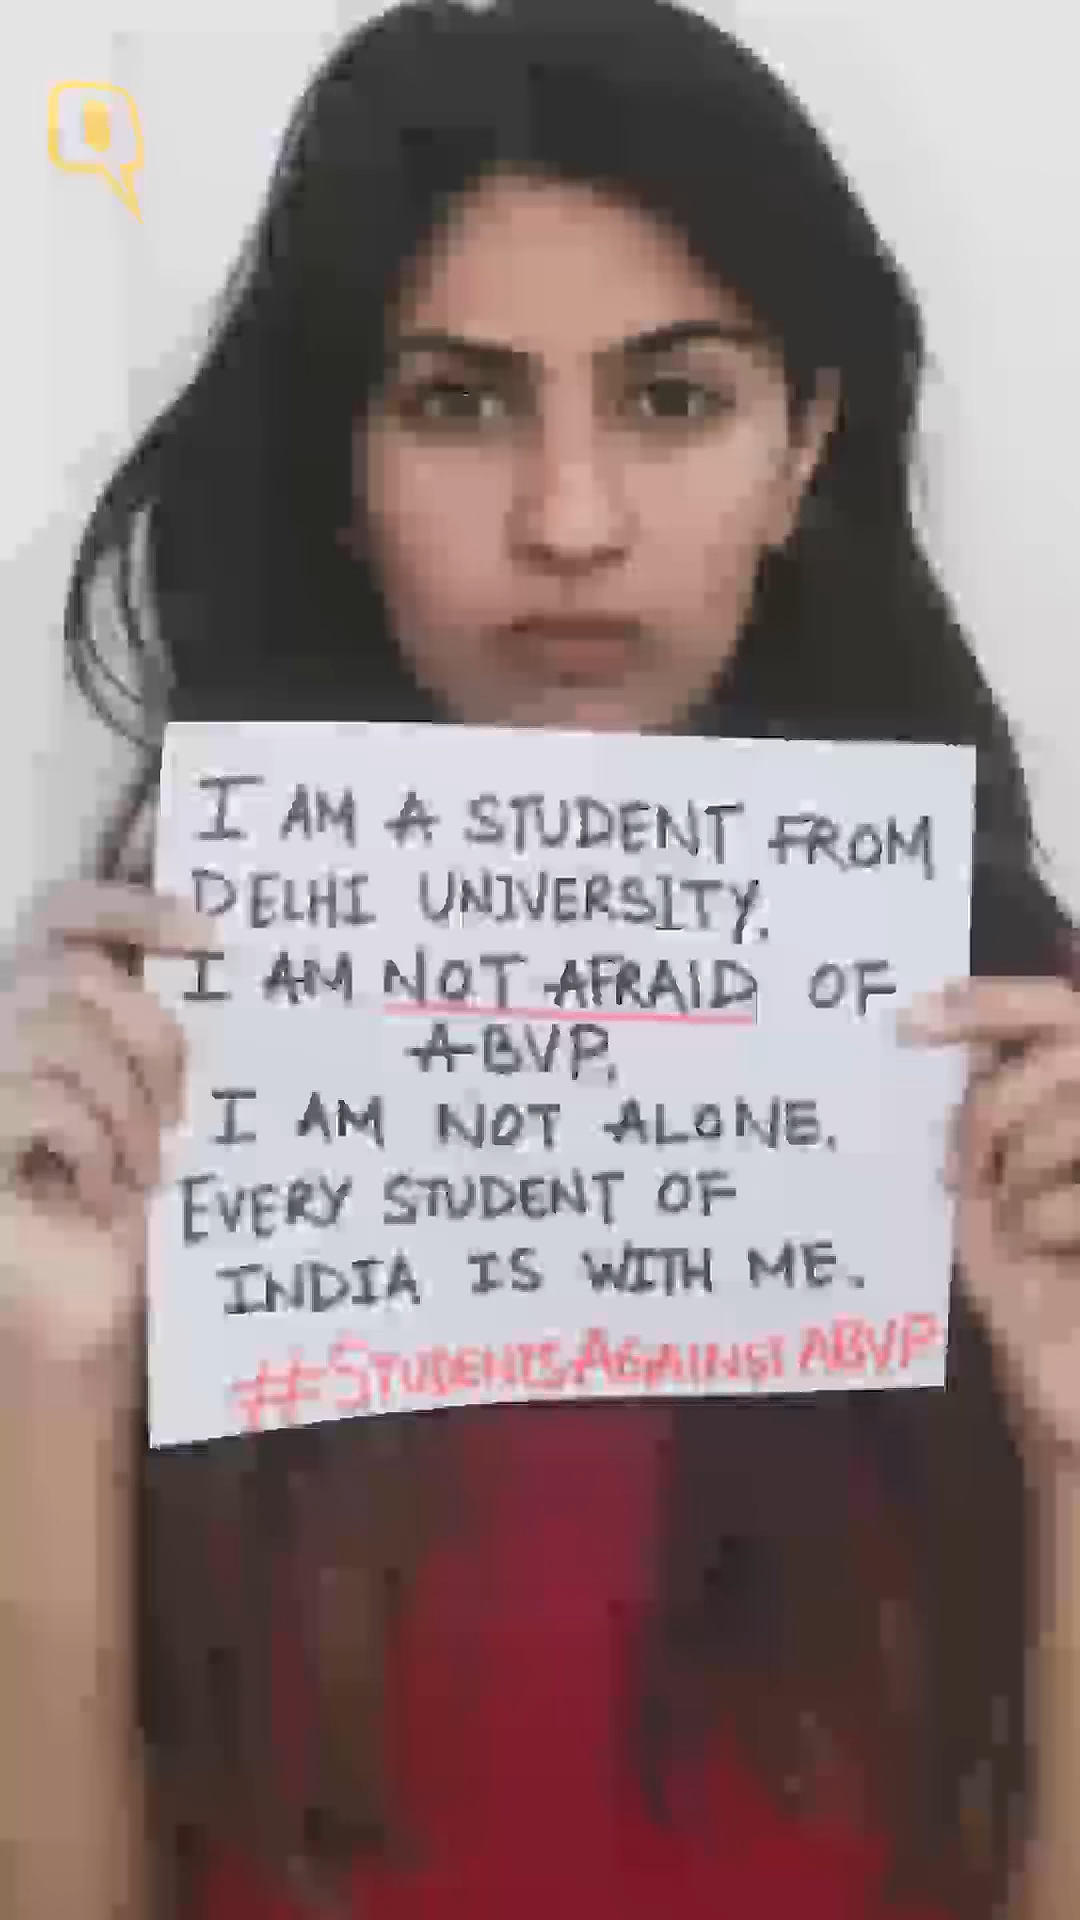 I AM A STUDENT FROM
DELHI UNIVERSITY.
I AM NOT AFRAID OF
ABVP.
I AM NOT ALONE.
EVERY STUDENT OF
INDIA IS WITH ME.
#STUDENTSAGAINSTABVP